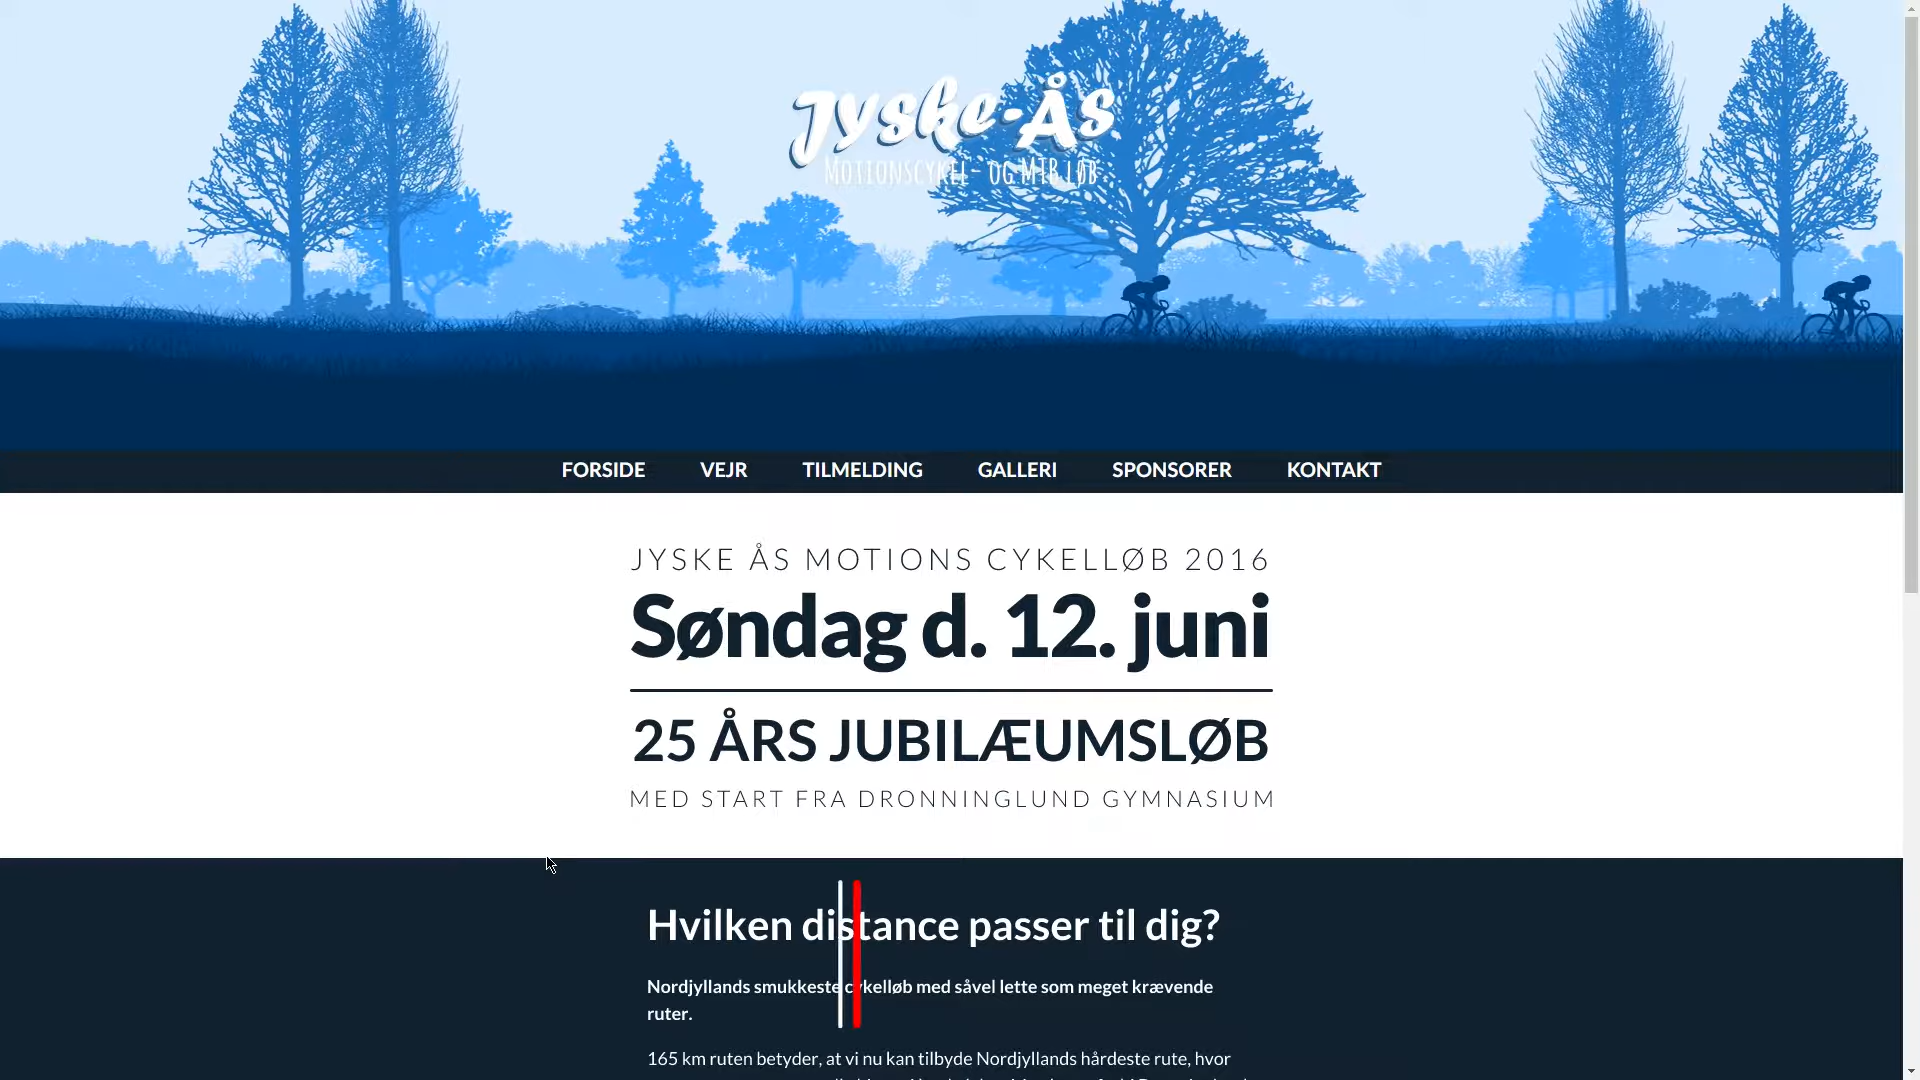 Jyske-Ås
Motionscykel- og MTB løb
FORSIDE VEJR TILMELDING GALLERI SPONSORER KONTAKT
JYSKE ÅS MOTIONS CYKELLØB 2016
Søndag d. 12. juni
25 ÅRS JUBILÆUMSLØB
MED START FRA DRONNINGLUND GYMNASIUM
Hvilken distance passer til dig?
Nordjyllands smukkeste cykelløb med såvel lette som meget krævende
ruter.
165 km ruten betyder, at vi nu kan tilbyde Nordjyllands hårdeste rute, hvor